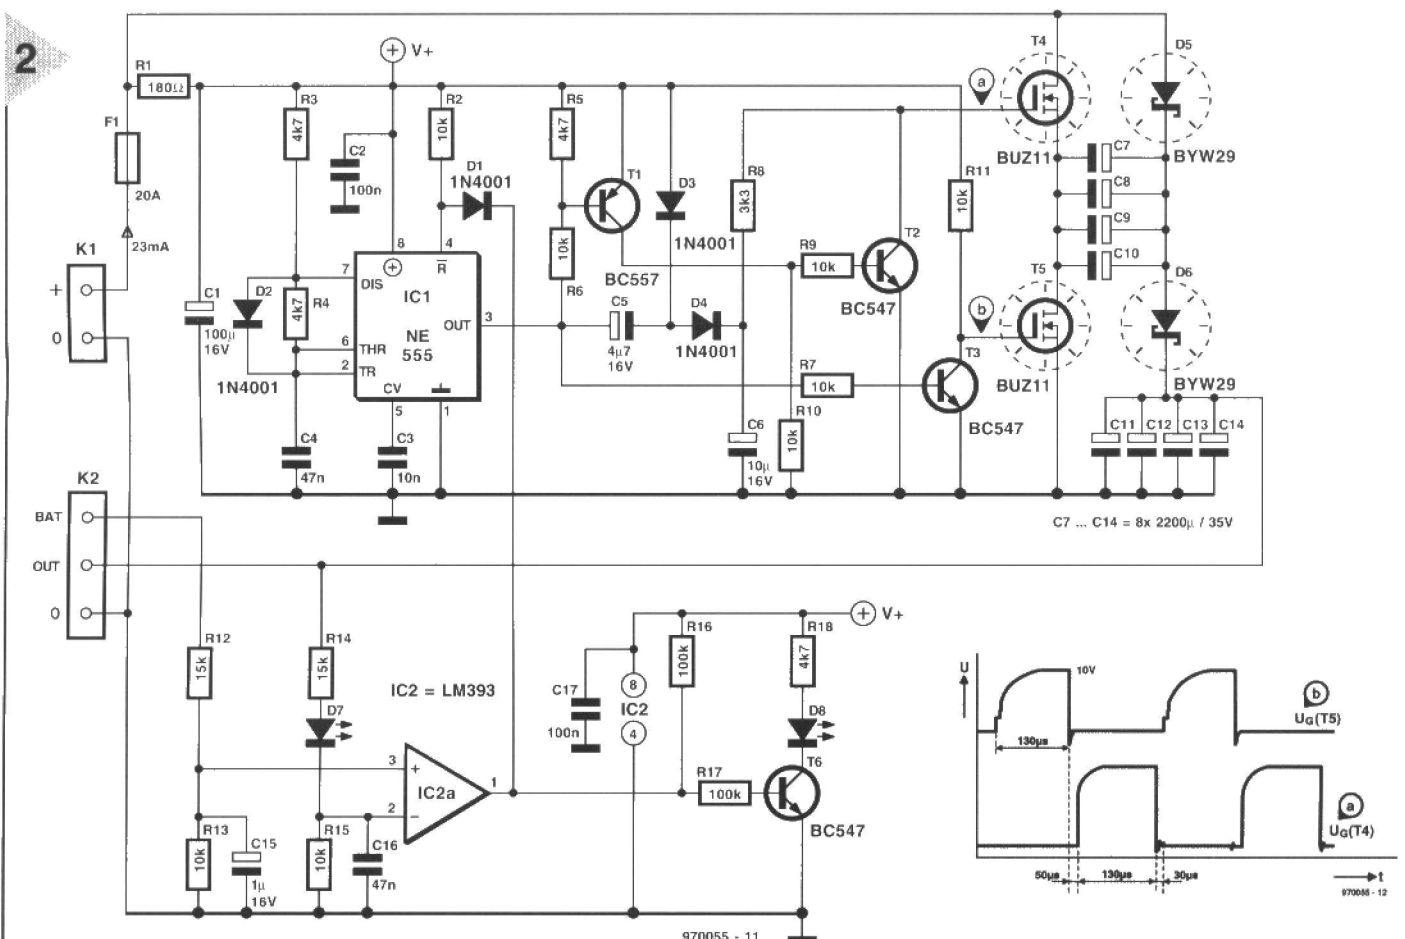 2
V+
T4
D5
R1
180Ω
a
R3
4k7
R2
10k
R5
4k7
F1
C2
100n
BUZ11
C7
BYW29
D1
1N4001
T1
D3
R8
3k3
R11
10k
C8
20A
C9
23mA
T2
K1
8
4
1N4001
C10
7
R
IC1
10k
R9
10k
T5
D6
DIS
BC557
D2
R4
4k7
R6
BC547
+
C1
C5
D4
b
3
OUT
NE
555
100µ
16V
6
THR
4µ7
16V
1N4001
T3
0
2
TR
R7
10k
1N4001
CV
BUZ11
BYW29
5
1
R10
10k
BC547
C11
C12
C13
C14
C4
C3
C6
47n
10n
10µ
16V
K2
BAT
C7 ... C14 = 8x 2200µ / 35V
OUT
0
V+
R12
15k
R14
15k
R16
100k
R18
4k7
IC2 = LM393
C17
8
IC2
4
100n
D7
D8
U
10V
b
UG(T5)
130µs
3
+
IC2a
1
T6
R17
100k
2
−
R13
10k
R15
10k
BC547
a
UG(T4)
C15
C16
1µ
16V
47n
50µs
130µs
30µs
t
970055 - 12
970055 - 11